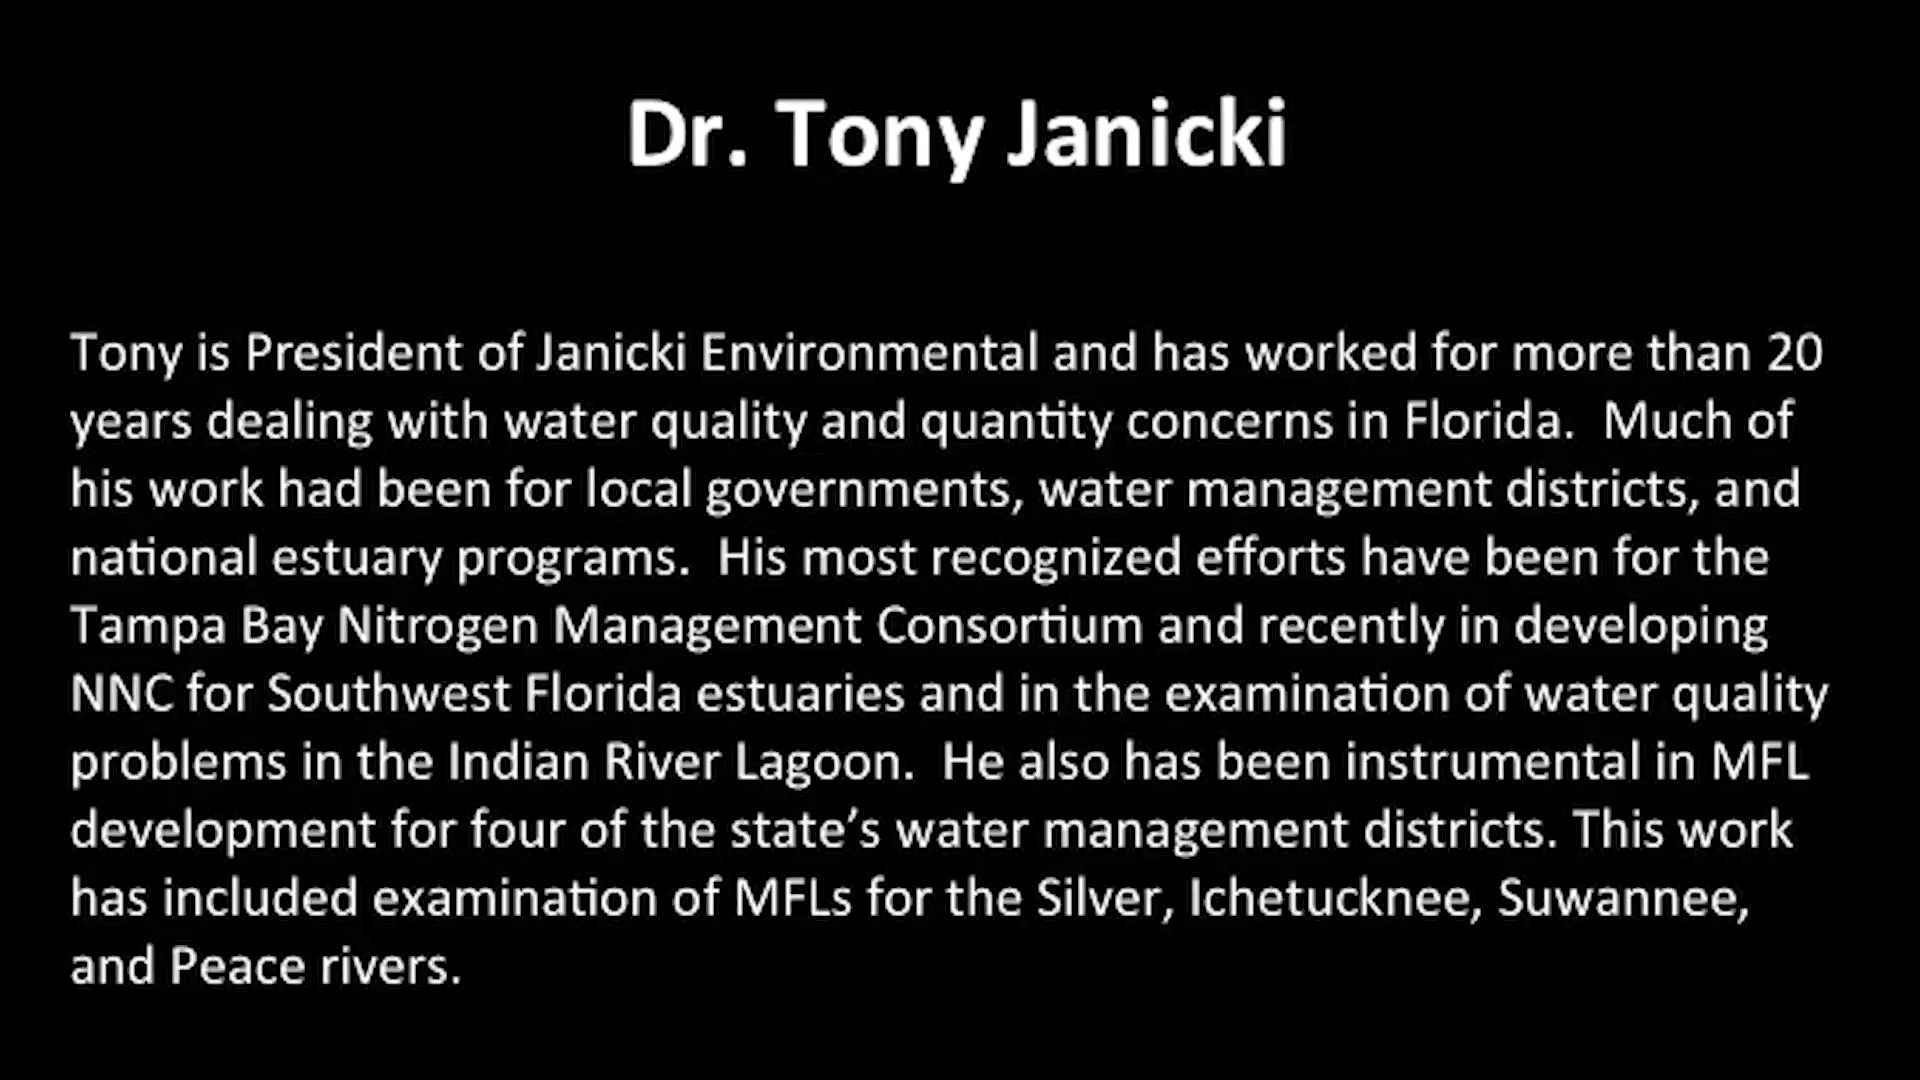 Dr. Tony Janicki
Tony is President of Janicki Environmental and has worked for more than 20
years dealing with water quality and quantity concerns in Florida.  Much of
his work had been for local governments, water management districts, and
national estuary programs.  His most recognized efforts have been for the
Tampa Bay Nitrogen Management Consortium and recently in developing
NNC for Southwest Florida estuaries and in the examination of water quality
problems in the Indian River Lagoon.  He also has been instrumental in MFL
development for four of the state’s water management districts. This work
has included examination of MFLs for the Silver, Ichetucknee, Suwannee,
and Peace rivers.